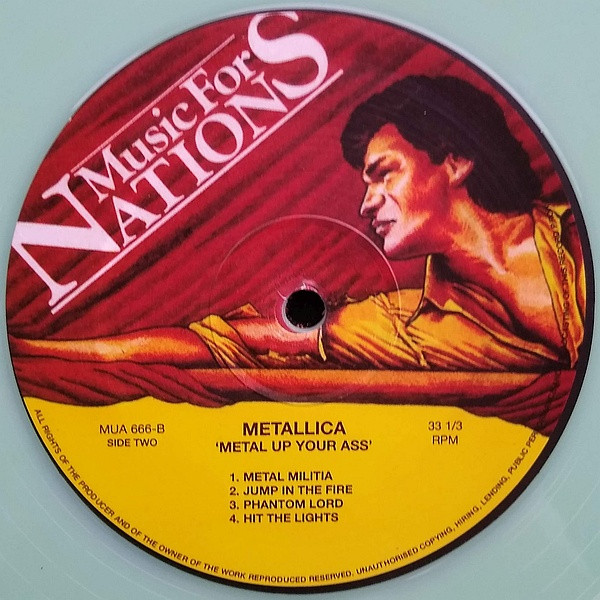 Music For
NATIONS
MUA 666-B
SIDE TWO
METALLICA
'METAL UP YOUR ASS'
33 1/3
RPM
1. METAL MILITIA
2. JUMP IN THE FIRE
3. PHANTOM LORD
4. HIT THE LIGHTS
ALL RIGHTS OF THE PRODUCER AND OF THE OWNER OF THE WORK REPRODUCED RESERVED. UNAUTHORISED COPYING, HIRING, LENDING, PUBLIC